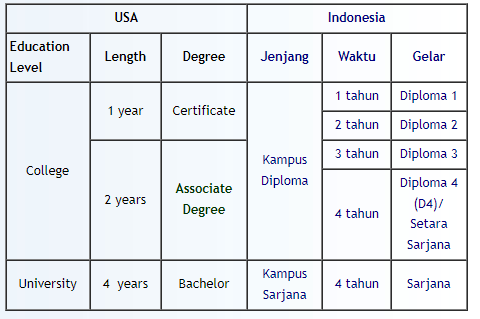 USA Indonesia
Education Level Length Degree Jenjang Waktu Gelar
College 1 year Certificate Kampus Diploma 1 tahun Diploma 1
2 tahun Diploma 2
2 years Associate Degree 3 tahun Diploma 3
4 tahun Diploma 4 (D4)/ Setara Sarjana
University 4 years Bachelor Kampus Sarjana 4 tahun Sarjana